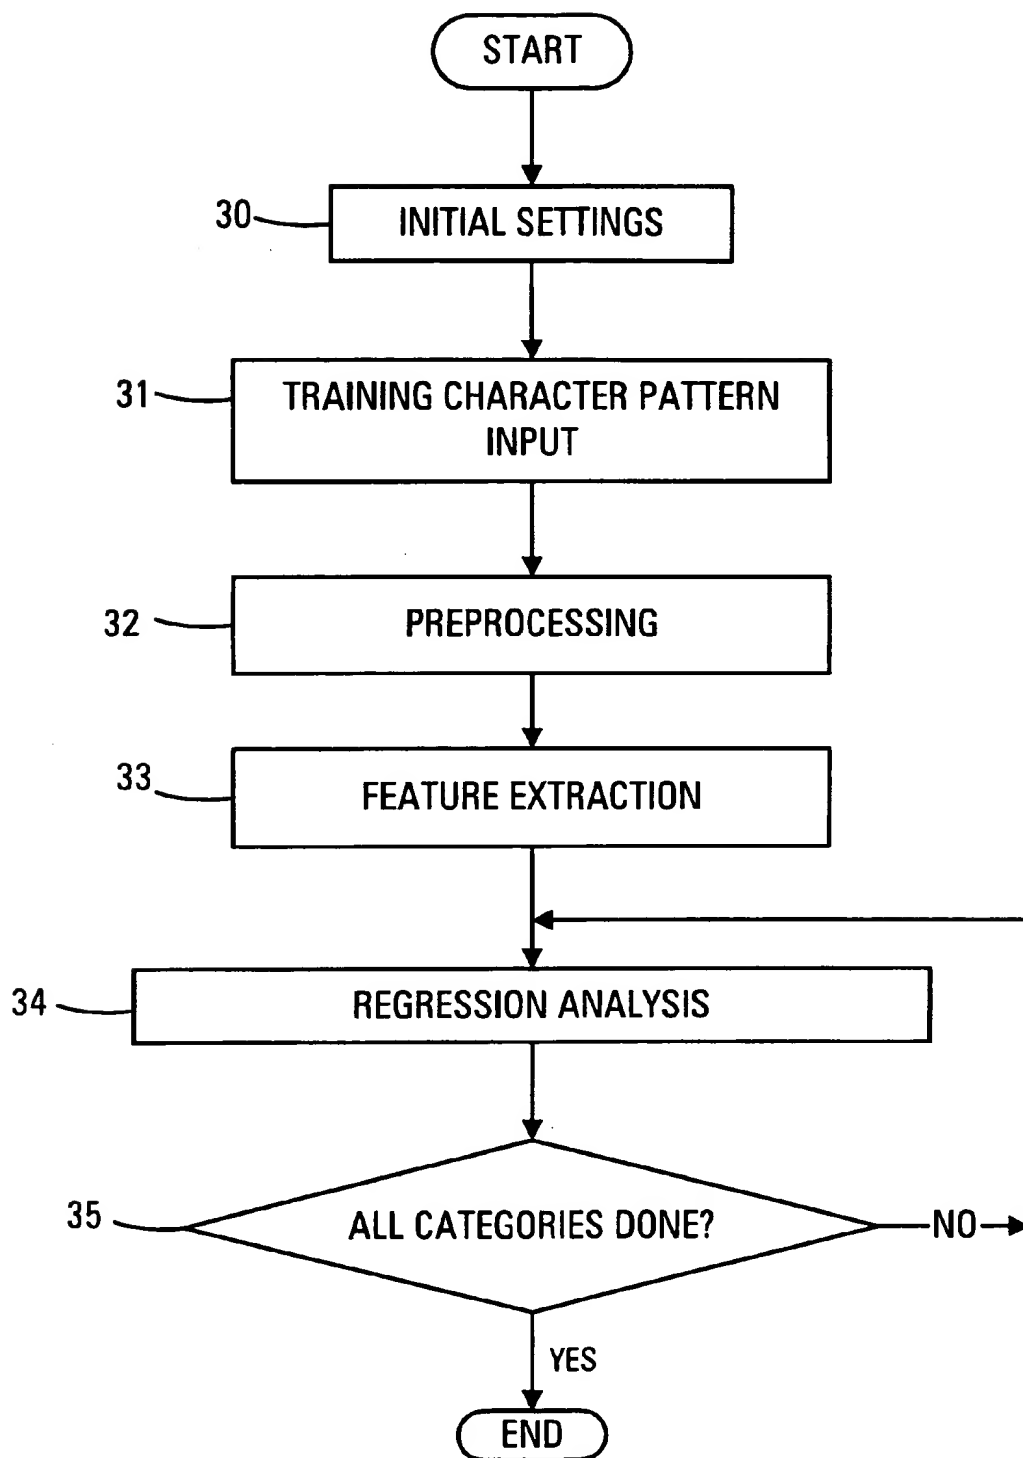 START
30
INITIAL SETTINGS
31
TRAINING CHARACTER PATTERN
INPUT
32
PREPROCESSING
33
FEATURE EXTRACTION
34
REGRESSION ANALYSIS
35
ALL CATEGORIES DONE?
NO
YES
END